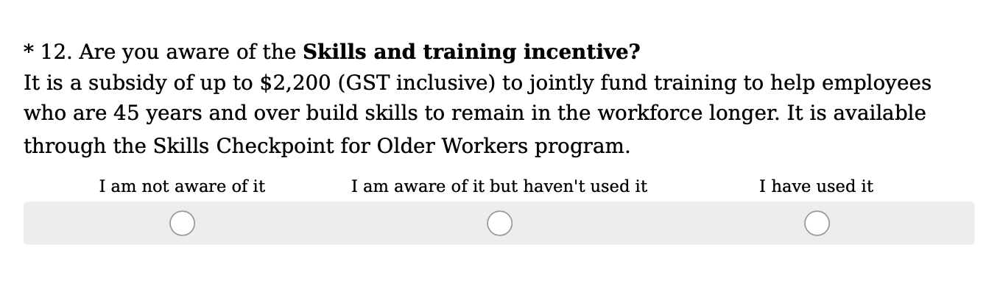 * 12. Are you aware of the Skills and training incentive?
It is a subsidy of up to $2,200 (GST inclusive) to jointly fund training to help employees
who are 45 years and over build skills to remain in the workforce longer. It is available
through the Skills Checkpoint for Older Workers program.
I am not aware of it I am aware of it but haven't used it I have used it